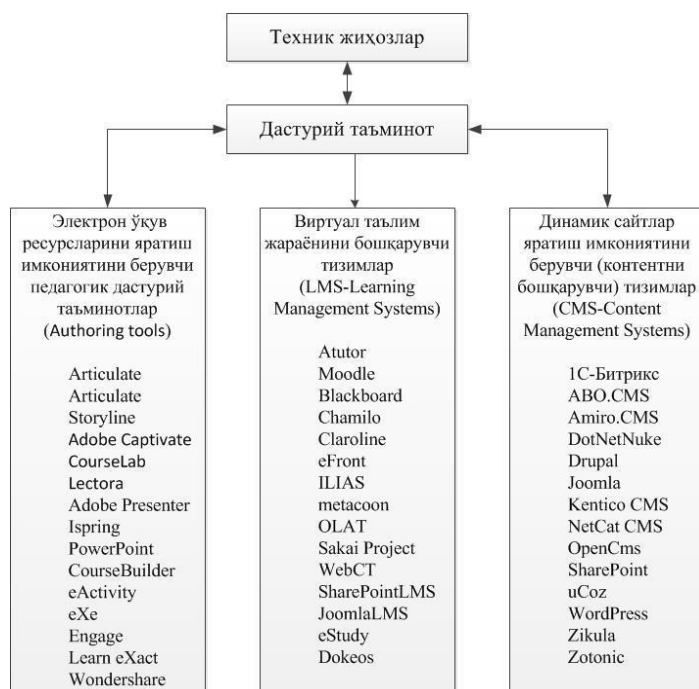 Техник жиҳозлар
Дастурий таъминот
Электрон ўқув
ресурсларини яратиш
имкониятини берувчи
педагогик дастурий
таъминотлар
(Authoring tools)
Articulate
Articulate
Storyline
Adobe Captivate
CourseLab
Lectora
Adobe Presenter
Ispring
PowerPoint
CourseBuilder
eActivity
eXe
Engage
Learn eXact
Wondershare
Виртуал таълим
жараёнини бошқарувчи
тизимлар
(LMS-Learning
Management Systems)
Atutor
Moodle
Blackboard
Chamilo
Claroline
eFront
ILIAS
metacoon
OLAT
Sakai Project
WebCT
SharePointLMS
JoomlaLMS
eStudy
Dokeos
Динамик сайтлар
яратиш имкониятини
берувчи (контентни
бошқарувчи) тизимлар
(CMS-Content
Management Systems)
1С-Битрикс
ABO.CMS
Amiro.CMS
DotNetNuke
Drupal
Joomla
Kentico CMS
NetCat CMS
OpenCms
SharePoint
uCoz
WordPress
Zikula
Zotonic